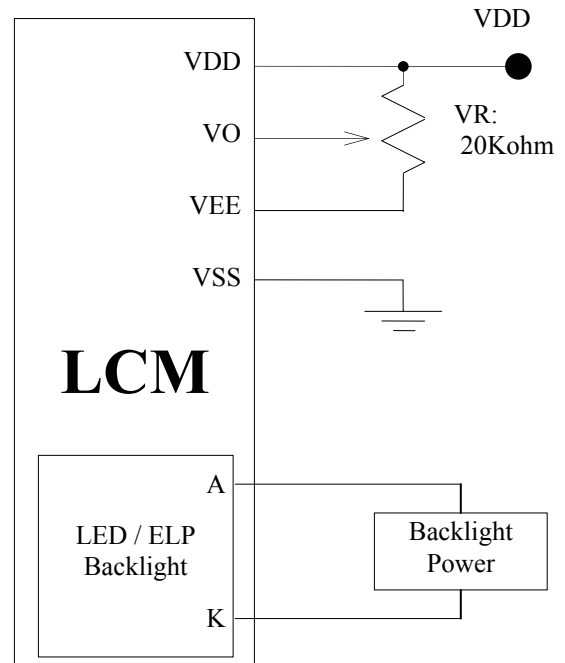 VDD
VDD
VR:
20Kohm
VO
VEE
VSS
LCM
A
LED / ELP
Backlight
K
Backlight
Power